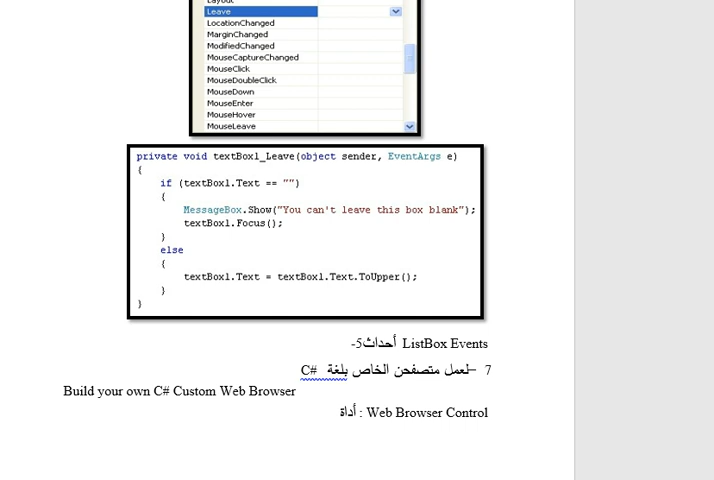 Layout
Leave
LocationChanged
MarginChanged
ModifiedChanged
MouseCaptureChanged
MouseClick
MouseDoubleClick
MouseDown
MouseEnter
MouseHover
MouseLeave
private void textBox1_Leave(object sender, EventArgs e)
{
if (textBox1.Text == "")
{
MessageBox.Show("You can't leave this box blank");
textBox1.Focus();
}
else
{
textBox1.Text = textBox1.Text.ToUpper();
}
}
-5أحداث ListBox Events
7 –لعمل متصفحن الخاص بلغة C#
Build your own C# Custom Web Browser
أداة : Web Browser Control